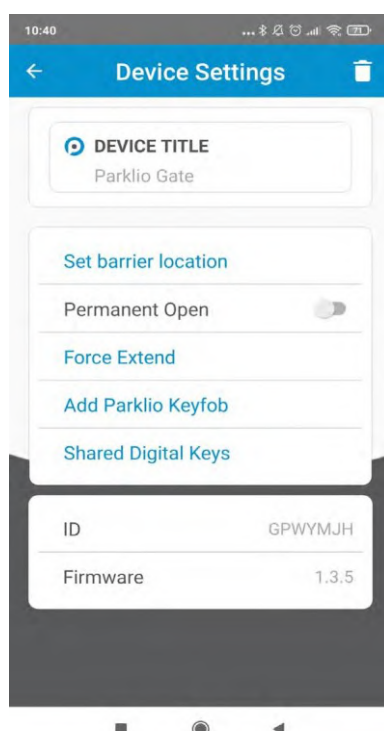 10:40
71
Device Settings
DEVICE TITLE
Parklio Gate
Set barrier location
Permanent Open
Force Extend
Add Parklio Keyfob
Shared Digital Keys
ID GPWYMJH
Firmware 1.3.5